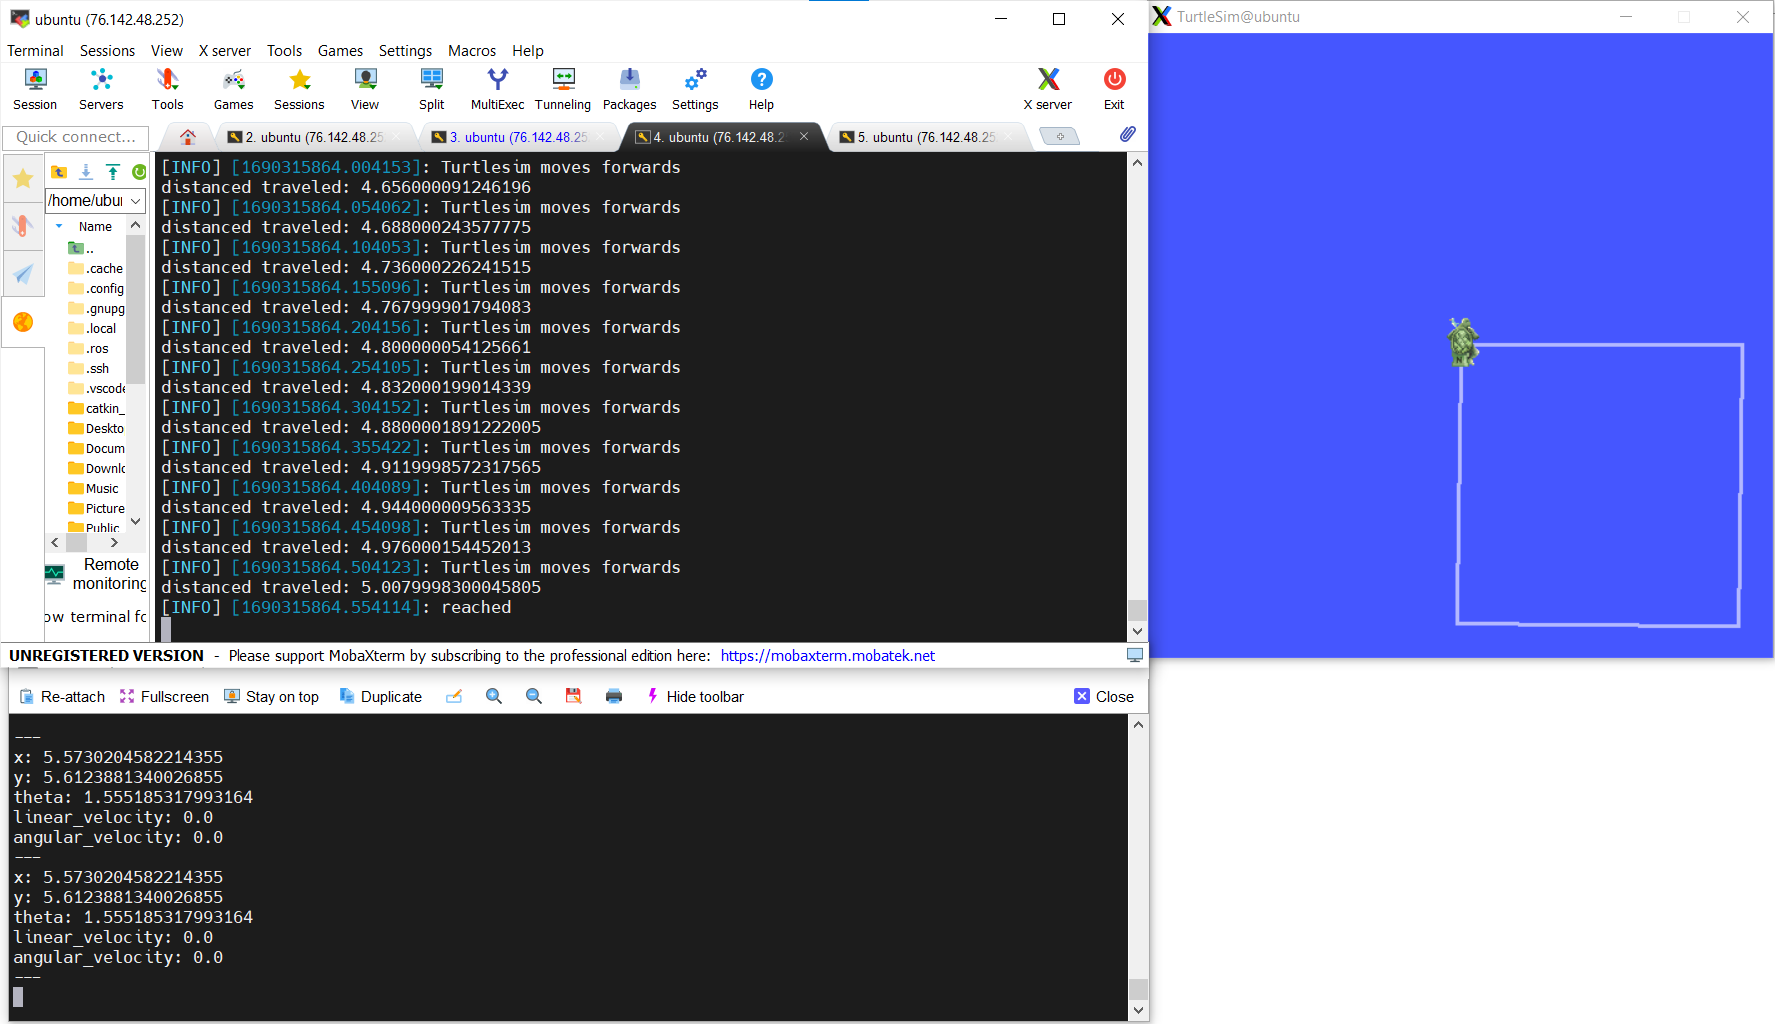 ubuntu (76.142.48.252)
TurtleSim@ubuntu
Terminal Sessions View X server Tools Games Settings Macros Help
Session Servers Tools Games Sessions View Split MultiExec Tunneling Packages Settings Help X server Exit
Quick connect...
2. ubuntu (76.142.48.25
3. ubuntu (76.142.48.25
4. ubuntu (76.142.48.2
5. ubuntu (76.142.48.25
/home/ubu
Name
..
.cache
.config
.gnupg
.local
.ros
.ssh
.vscode
catkin_
Deskto
Docum
Downlo
Music
Picture
Public
Remote
monitoring
ow terminal fo
[INFO] [1690315864.004153]: Turtlesim moves forwards
distanced traveled: 4.656000091246196
[INFO] [1690315864.054062]: Turtlesim moves forwards
distanced traveled: 4.688000243577775
[INFO] [1690315864.104053]: Turtlesim moves forwards
distanced traveled: 4.736000226241515
[INFO] [1690315864.155096]: Turtlesim moves forwards
distanced traveled: 4.767999901794083
[INFO] [1690315864.204156]: Turtlesim moves forwards
distanced traveled: 4.800000054125661
[INFO] [1690315864.254105]: Turtlesim moves forwards
distanced traveled: 4.832000199014339
[INFO] [1690315864.304152]: Turtlesim moves forwards
distanced traveled: 4.8800001891222005
[INFO] [1690315864.355422]: Turtlesim moves forwards
distanced traveled: 4.9119998572317565
[INFO] [1690315864.404089]: Turtlesim moves forwards
distanced traveled: 4.944000009563335
[INFO] [1690315864.454098]: Turtlesim moves forwards
distanced traveled: 4.976000154452013
[INFO] [1690315864.504123]: Turtlesim moves forwards
distanced traveled: 5.0079998300045805
[INFO] [1690315864.554114]: reached
UNREGISTERED VERSION - Please support MobaXterm by subscribing to the professional edition here: https://mobaxterm.mobatek.net
Re-attach Fullscreen Stay on top Duplicate Hide toolbar Close
---
x: 5.5730204582214355
y: 5.6123881340026855
theta: 1.555185317993164
linear_velocity: 0.0
angular_velocity: 0.0
---
x: 5.5730204582214355
y: 5.6123881340026855
theta: 1.555185317993164
linear_velocity: 0.0
angular_velocity: 0.0
---